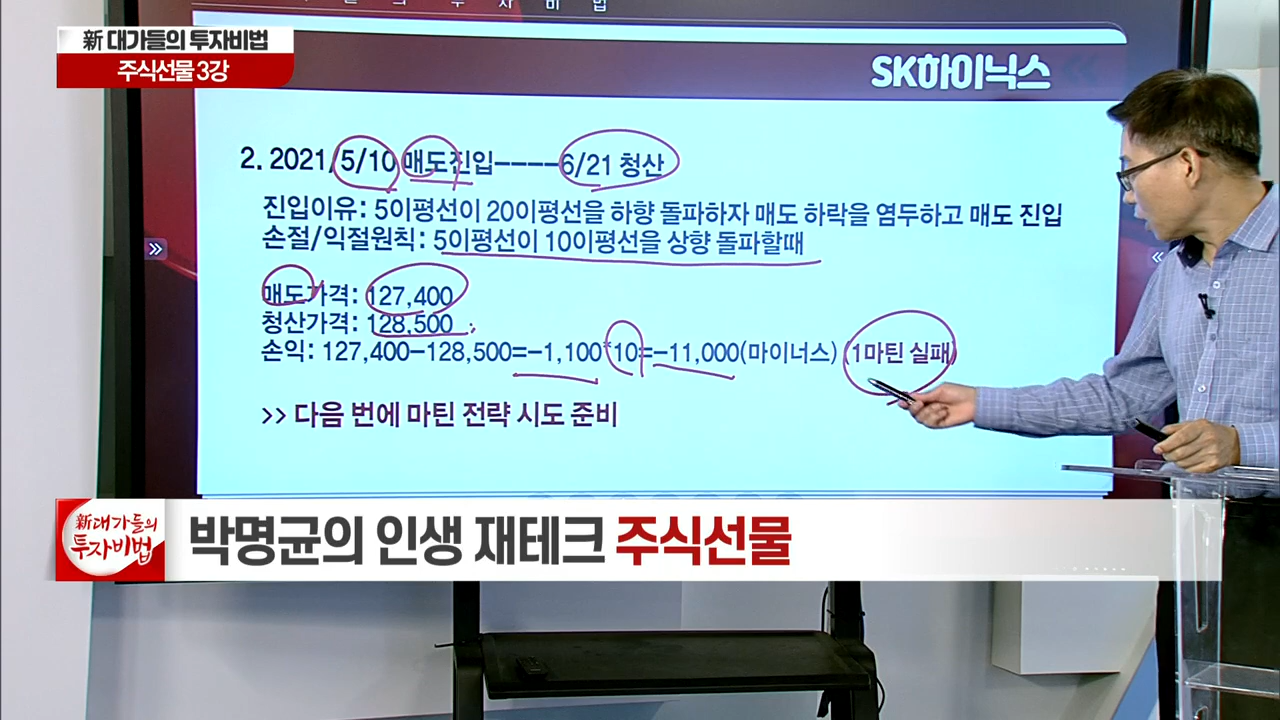 의 투 자 비 법
新 대가들의 투자비법
주식선물 3강
SK하이닉스
2. 2021/5/10 매도진입----6/21 청산
진입이유: 5이평선이 20이평선을 하향 돌파하자 매도 하락을 염두하고 매도 진입
손절/익절원칙: 5이평선이 10이평선을 상향 돌파할때
매도가격: 127,400
청산가격: 128,500
손익: 127,400-128,500=-1,100*10=-11,000(마이너스) (1마틴 실패)
>> 다음 번에 마틴 전략 시도 준비
新 대가들의
투자비법
박명균의 인생 재테크 주식선물